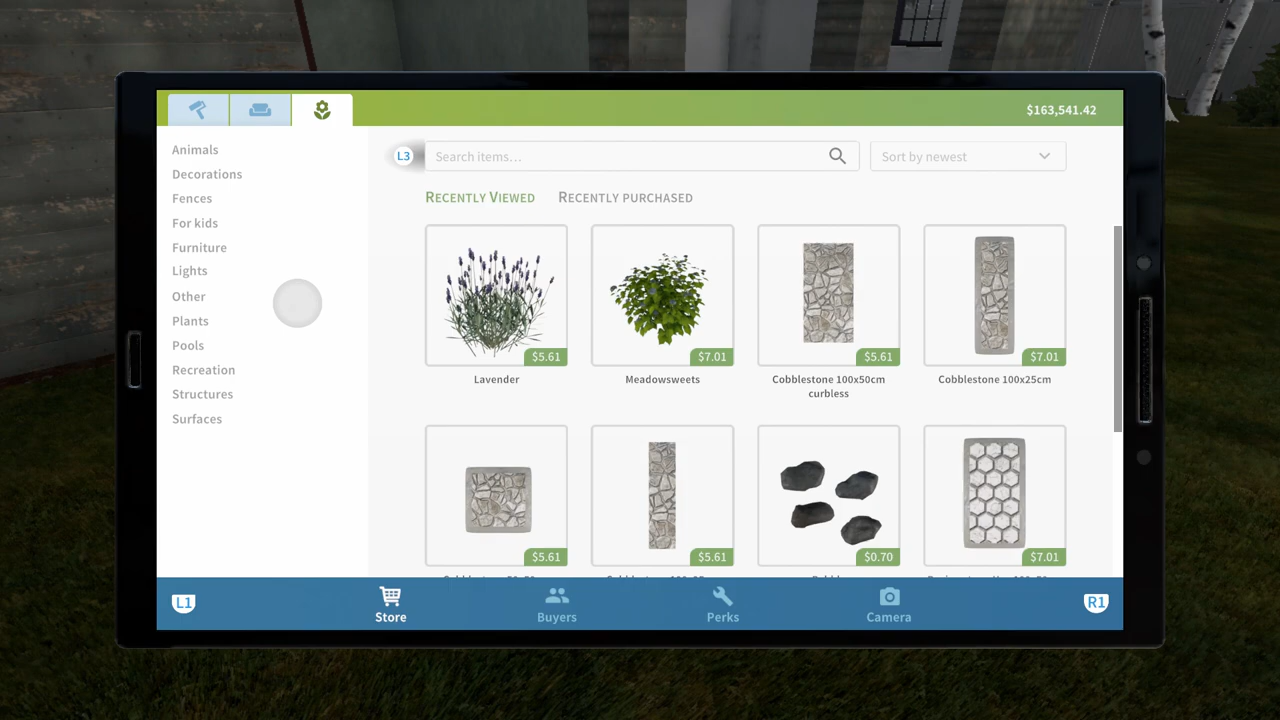 $163,541.42
Animals
Decorations
Fences
For kids
Furniture
Lights
Other
Plants
Pools
Recreation
Structures
Surfaces
L3
Search items...
Sort by newest
RECENTLY VIEWED
RECENTLY PURCHASED
$5.61
$7.01
$5.61
$7.01
Lavender
Meadowsweets
Cobblestone 100x50cm
curbless
Cobblestone 100x25cm
$5.61
$5.61
$0.70
$7.01
L1
Store
Buyers
Perks
Camera
R1